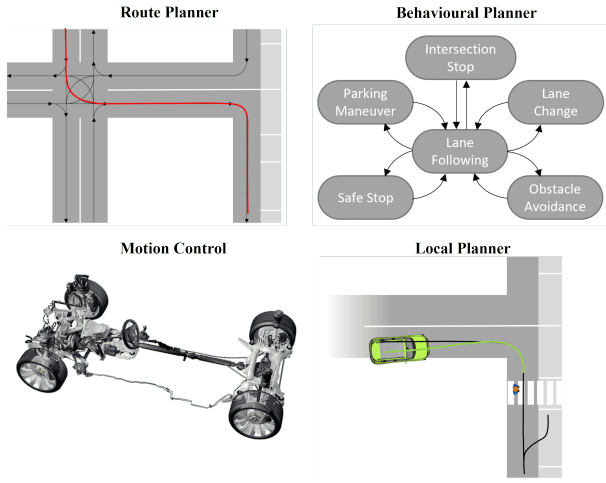 Route Planner
Behavioural Planner
Intersection
Stop
Parking
Maneuver
Lane
Change
Lane
Following
Safe Stop
Obstacle
Avoidance
Motion Control
Local Planner